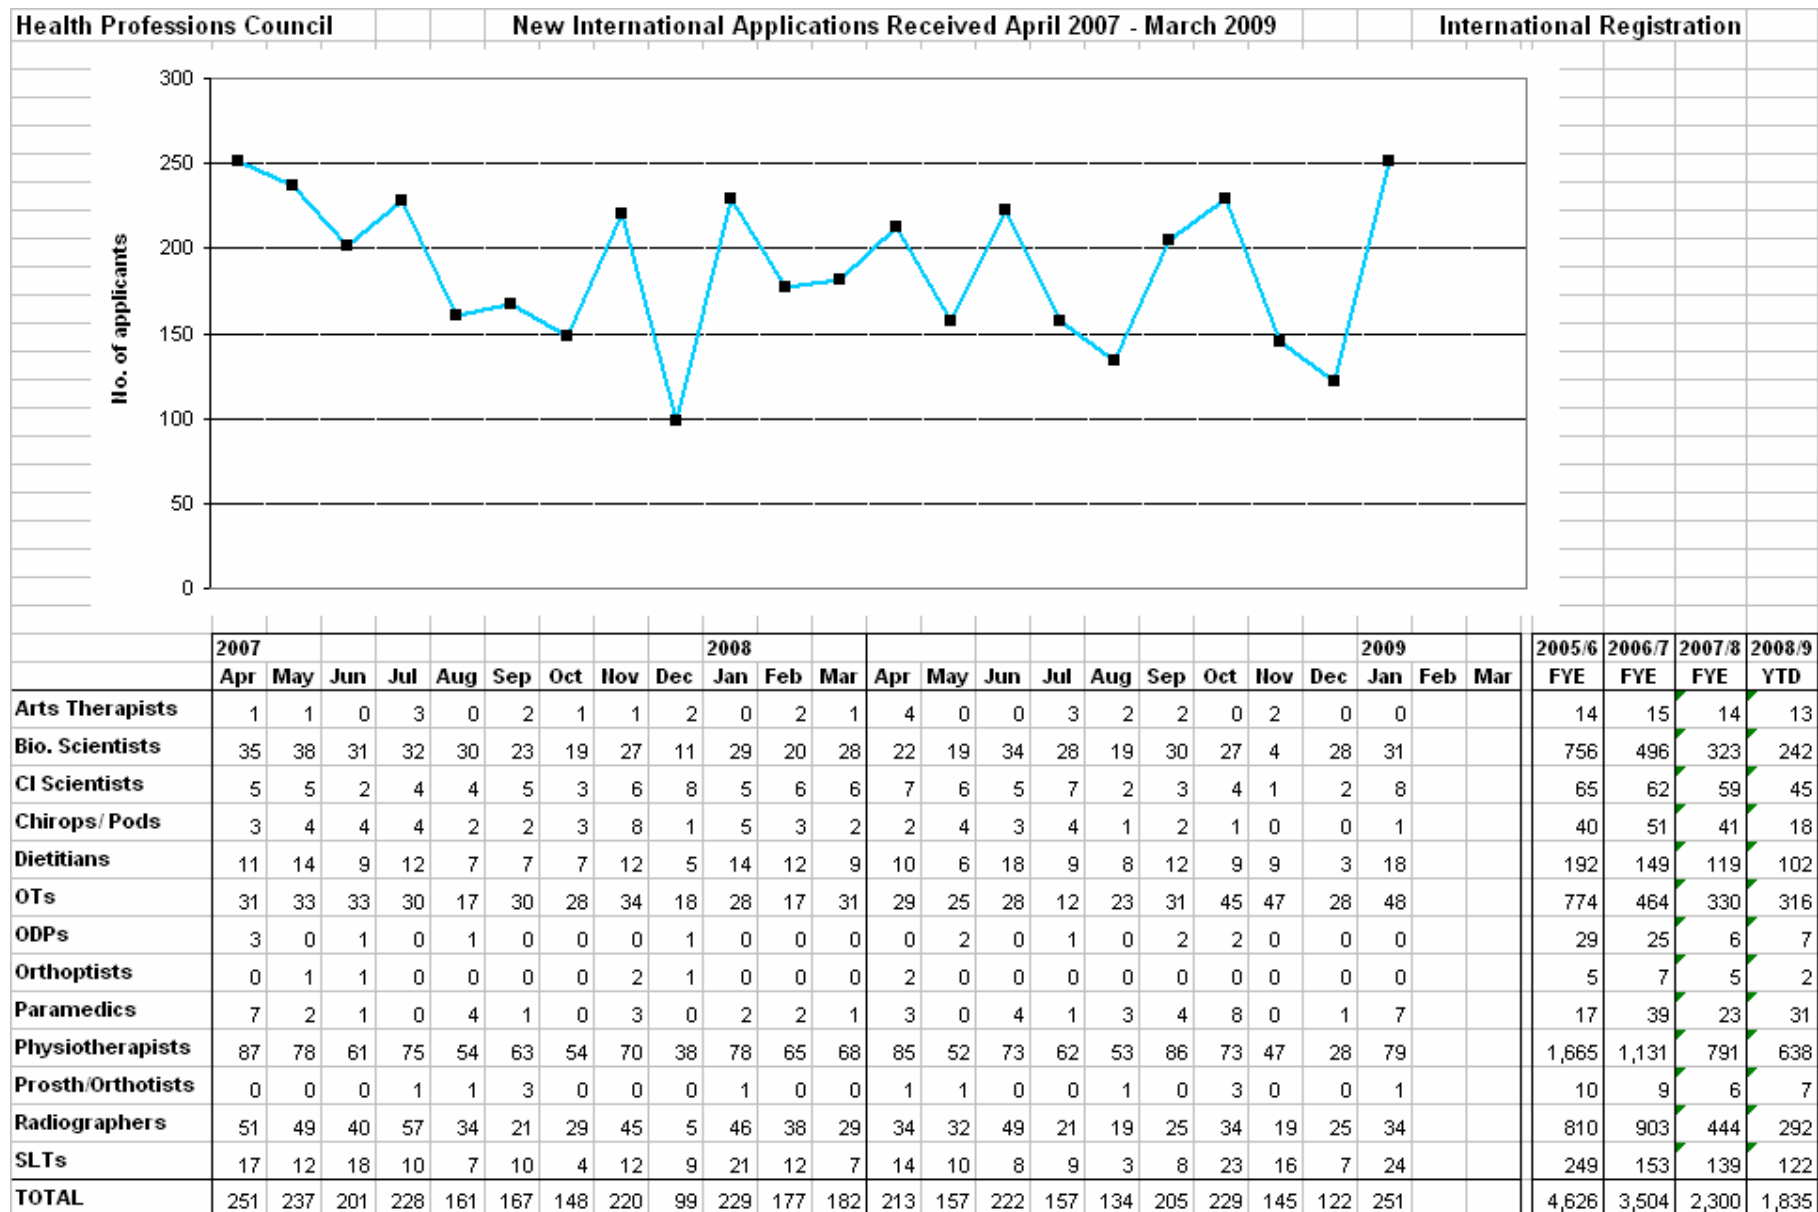 Health Professions Council New International Applications Received April 2007 - March 2009 International Registration
300
250
200
150
100
50
0
No. of applicants
2007 2008 2009 2005/6 2006/7 2007/8 2008/9
Apr May Jun Jul Aug Sep Oct Nov Dec Jan Feb Mar Apr May Jun Jul Aug Sep Oct Nov Dec Jan Feb Mar FYE FYE FYE YTD
Arts Therapists 1 1 0 3 0 2 1 1 2 0 2 1 4 0 0 3 2 2 0 2 0 0 14 15 14 13
Bio. Scientists 35 38 31 32 30 23 19 27 11 29 20 28 22 19 34 28 19 30 27 4 28 31 756 496 323 242
Cl Scientists 5 5 2 4 4 5 3 6 8 5 6 6 7 6 5 7 2 3 4 1 2 8 65 62 59 45
Chirops/ Pods 3 4 4 4 2 2 3 8 1 5 3 2 2 4 3 4 1 2 1 0 0 1 40 51 41 18
Dietitians 11 14 9 12 7 7 7 12 5 14 12 9 10 6 18 9 8 12 9 9 3 18 192 149 119 102
OTs 31 33 33 30 17 30 28 34 18 28 17 31 29 25 28 12 23 31 45 47 28 48 774 464 330 316
ODPs 3 0 1 0 1 0 0 0 1 0 0 0 0 2 0 1 0 2 2 0 0 0 29 25 6 7
Orthoptists 0 1 1 0 0 0 0 2 1 0 0 0 2 0 0 0 0 0 0 0 0 0 5 7 5 2
Paramedics 7 2 1 0 4 1 0 3 0 2 2 1 3 0 4 1 3 4 8 0 1 7 17 39 23 31
Physiotherapists 87 78 61 75 54 63 54 70 38 78 65 68 85 52 73 62 53 86 73 47 28 79 1,665 1,131 791 638
Prosth/Orthotists 0 0 0 1 1 3 0 0 0 1 0 0 1 1 0 0 1 0 3 0 0 1 10 9 6 7
Radiographers 51 49 40 57 34 21 29 45 5 46 38 29 34 32 49 21 19 25 34 19 25 34 810 903 444 292
SLTs 17 12 18 10 7 10 4 12 9 21 12 7 14 10 8 9 3 8 23 16 7 24 249 153 139 122
TOTAL 251 237 201 228 161 167 148 220 99 229 177 182 213 157 222 157 134 205 229 145 122 251 4,626 3,504 2,300 1,835